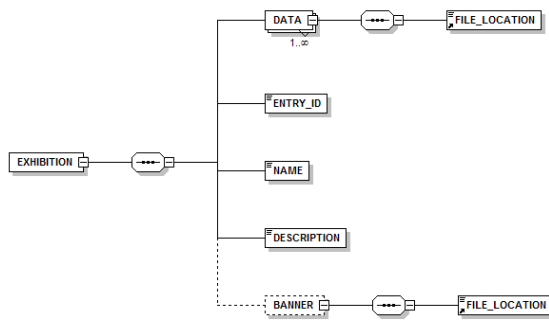 DATA
FILE_LOCATION
1..∞
ENTRY_ID
EXHIBITION
NAME
DESCRIPTION
BANNER
FILE_LOCATION